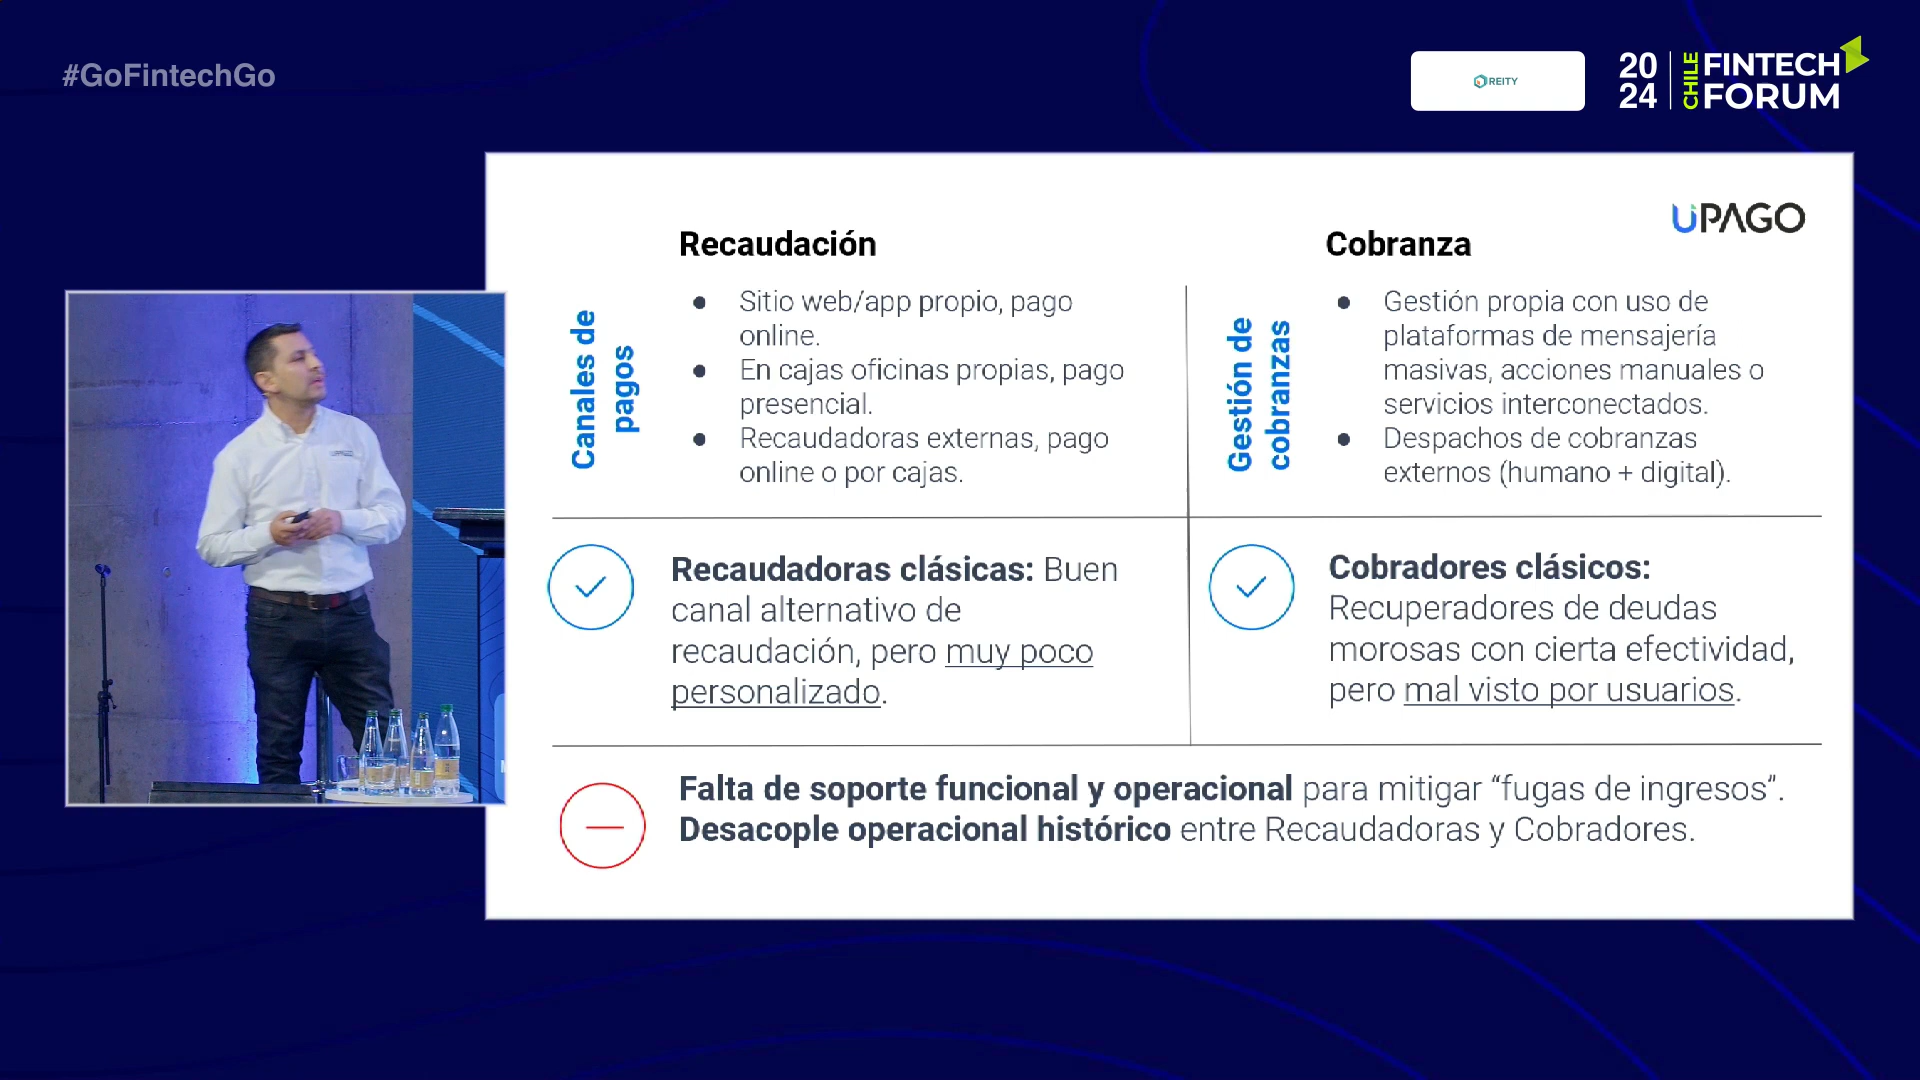 #GoFintechGo
REITY
20
24
CHILE
FINTECH
FORUM
UPAGO
Recaudación
Canales de
pagos
● Sitio web/app propio, pago
online.
● En cajas oficinas propias, pago
presencial.
● Recaudadoras externas, pago
online o por cajas.
Cobranza
Gestión de
cobranzas
● Gestión propia con uso de
plataformas de mensajería
masivas, acciones manuales o
servicios interconectados.
● Despachos de cobranzas
externos (humano + digital).
Recaudadoras clásicas: Buen
canal alternativo de
recaudación, pero muy poco
personalizado.
Cobradores clásicos:
Recuperadores de deudas
morosas con cierta efectividad,
pero mal visto por usuarios.
Falta de soporte funcional y operacional para mitigar “fugas de ingresos”.
Desacople operacional histórico entre Recaudadoras y Cobradores.